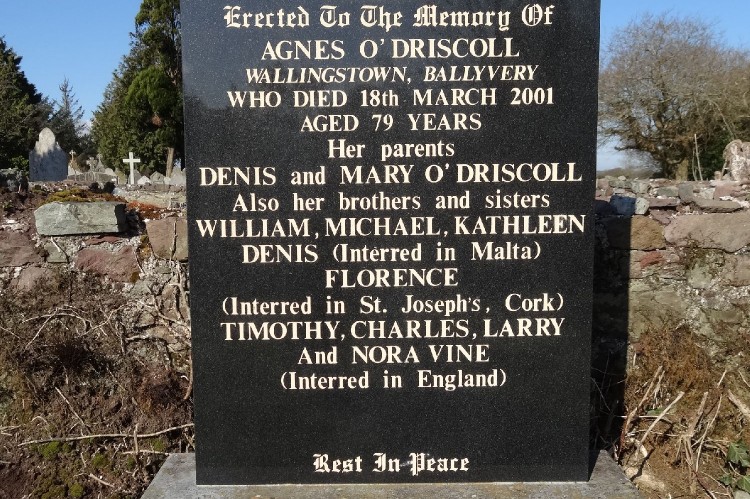 Erected To The Memory Of
AGNES O'DRISCOLL
WALLINGSTOWN, BALLYVERY
WHO DIED 18th MARCH 2001
AGED 79 YEARS
Her parents
DENIS and MARY O'DRISCOLL
Also her brothers and sisters
WILLIAM, MICHAEL, KATHLEEN
DENIS (Interred in Malta)
FLORENCE
(Interred in St. Joseph's, Cork)
TIMOTHY, CHARLES, LARRY
And NORA VINE
(Interred in England)
Rest In Peace